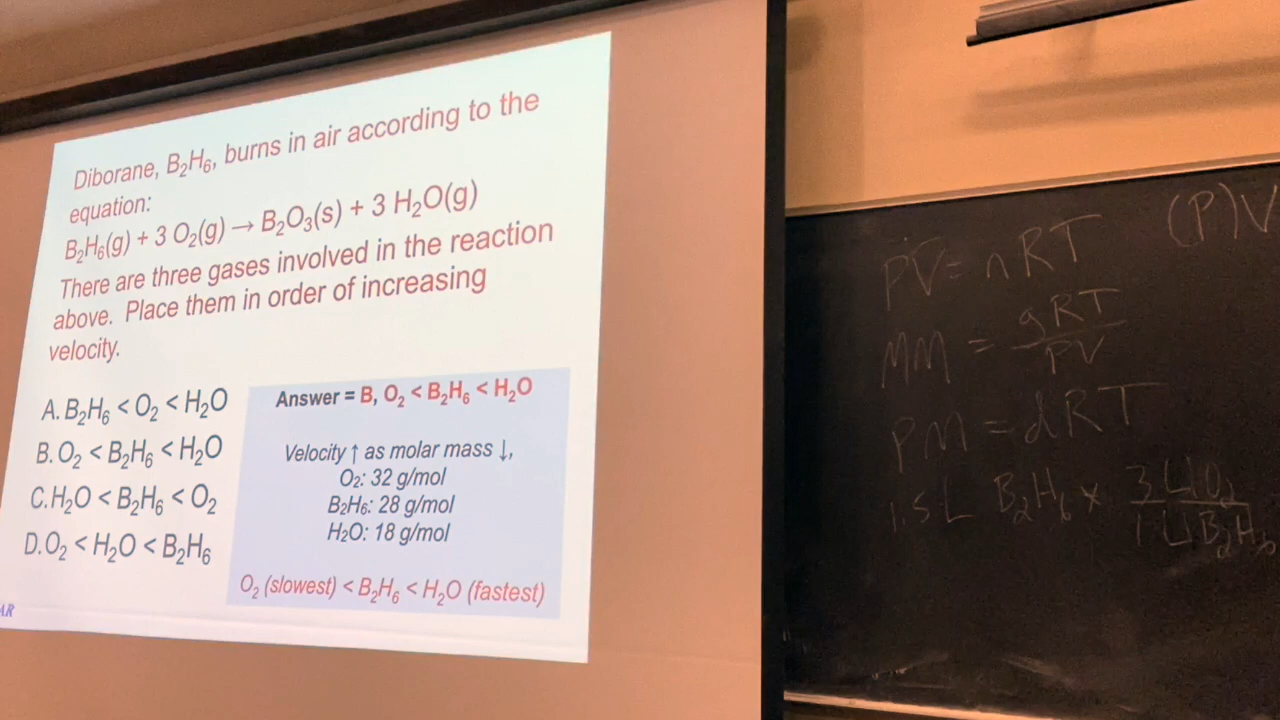 Diborane, B₂H₆, burns in air according to the
equation:
B₂H₆(g) + 3 O₂(g) → B₂O₃(s) + 3 H₂O(g)
There are three gases involved in the reaction
above. Place them in order of increasing
velocity.
A. B₂H₆ < O₂ < H₂O
B. O₂ < B₂H₆ < H₂O
C. H₂O < B₂H₆ < O₂
D. O₂ < H₂O < B₂H₆
Answer = B, O₂ < B₂H₆ < H₂O
Velocity ↑ as molar mass ↓,
O₂: 32 g/mol
B₂H₆: 28 g/mol
H₂O: 18 g/mol
O₂ (slowest) < B₂H₆ < H₂O (fastest)
AR
PV = nRT (P)V
MM = gRT / PV
PM = dRT
1.5 L B₂H₆ × 3 L O₂ / 1 L B₂H₆